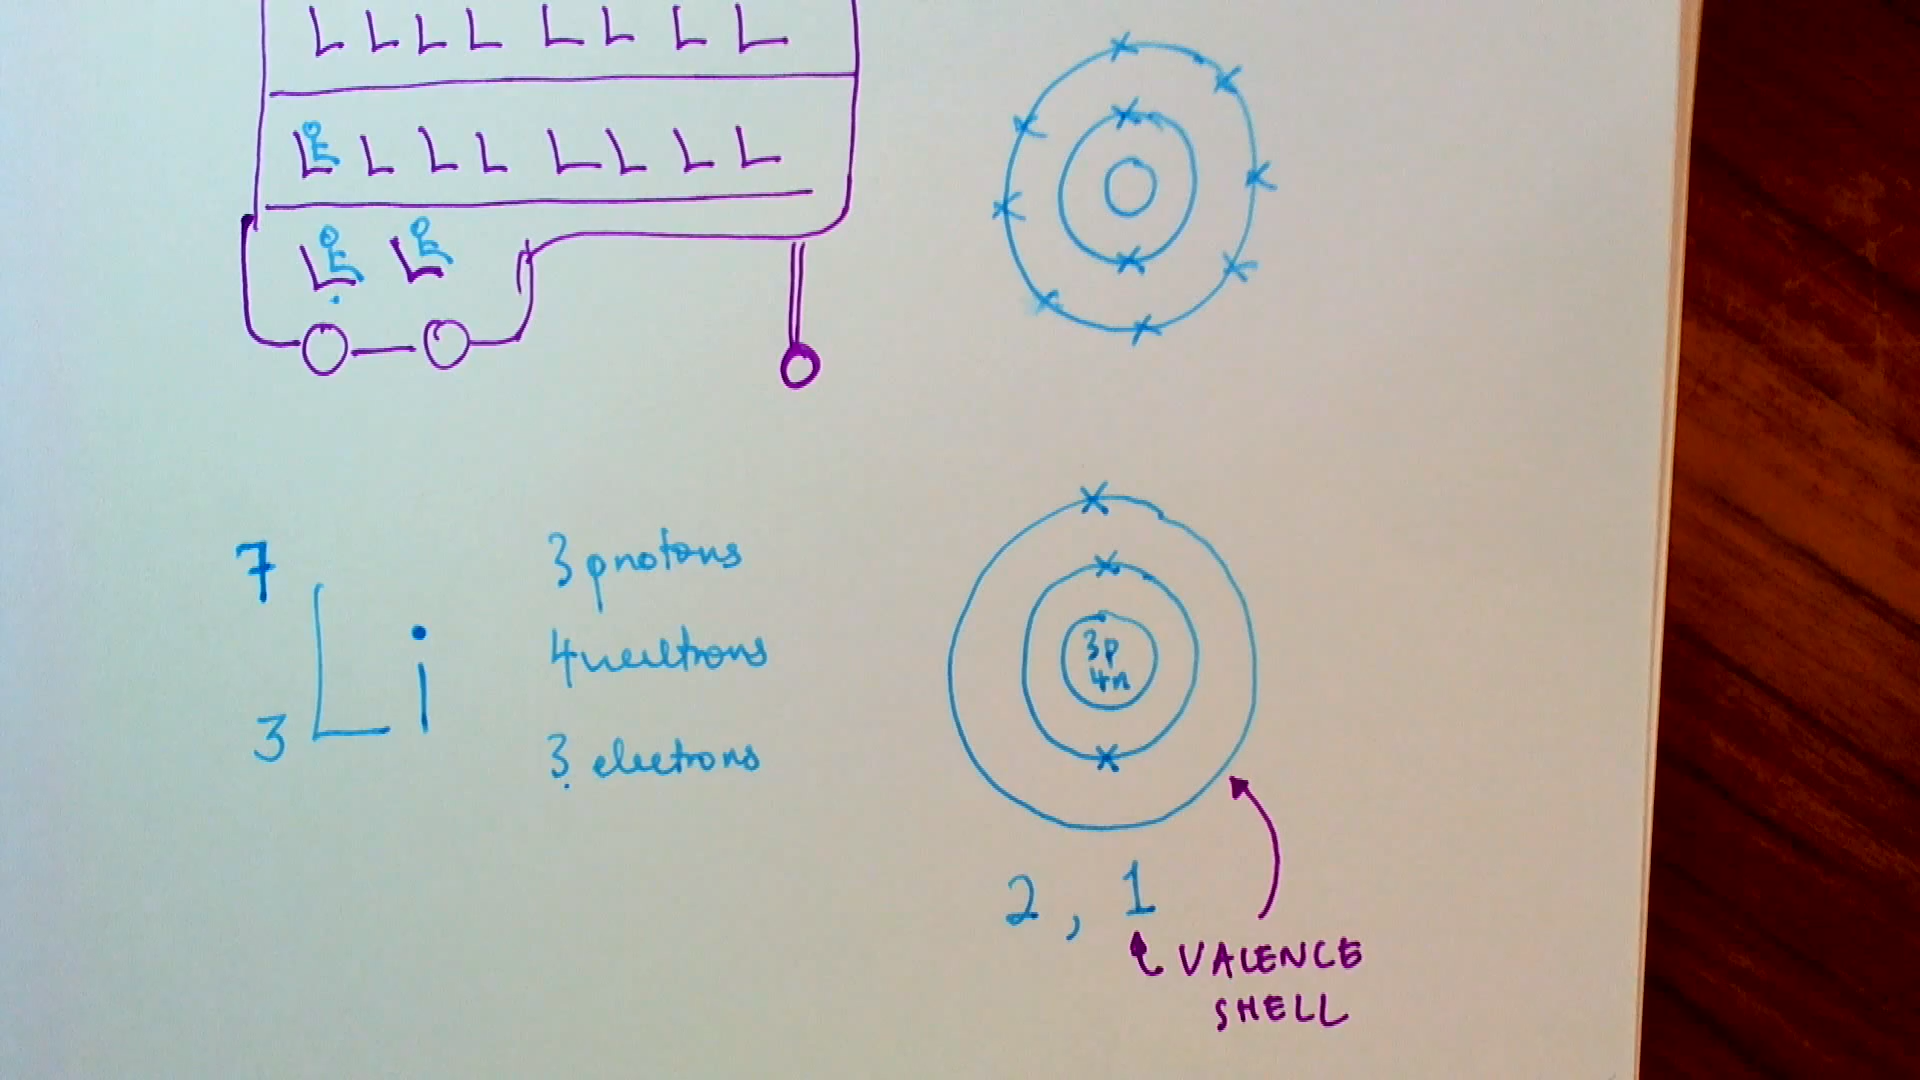 7
3
Li
3 protons
4 neutrons
3 electrons
3p
4n
2, 1
VALENCE
SHELL